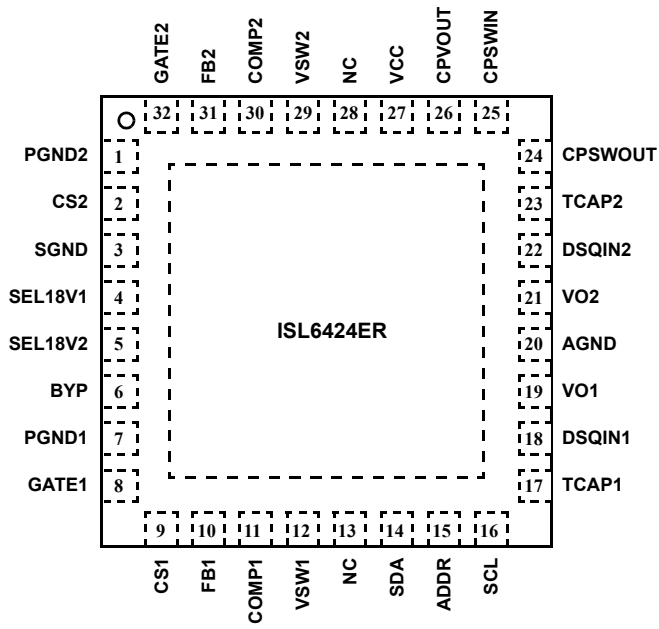 GATE2
FB2
COMP2
VSW2
NC
VCC
CPVOUT
CPSWIN
32 31 30 29 28 27 26 25
PGND2 1
CS2 2
SGND 3
SEL18V1 4
SEL18V2 5
BYP 6
PGND1 7
GATE1 8
ISL6424ER
24 CPSWOUT
23 TCAP2
22 DSQIN2
21 VO2
20 AGND
19 VO1
18 DSQIN1
17 TCAP1
9 10 11 12 13 14 15 16
CS1
FB1
COMP1
VSW1
NC
SDA
ADDR
SCL